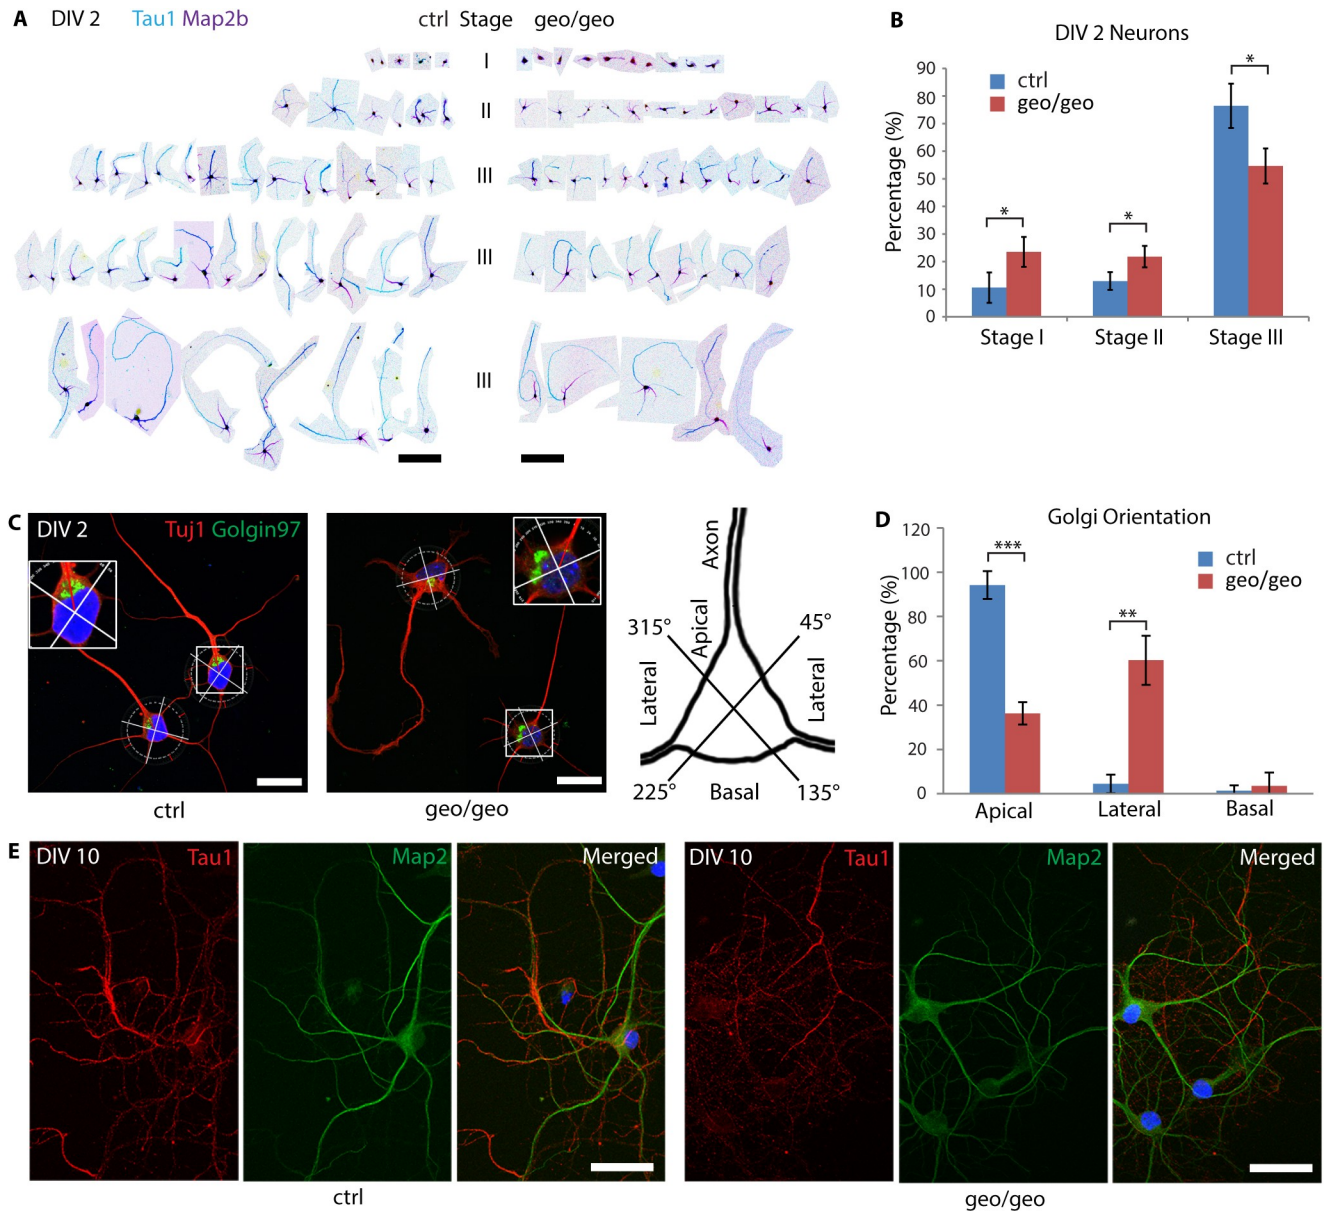 A DIV 2 Tau1 Map2b ctrl Stage geo/geo
I
II
III
III
III
B
DIV 2 Neurons
ctrl
geo/geo
Percentage (%)
90
80
70
60
50
40
30
20
10
0
*
*
*
Stage I Stage II Stage III
C
DIV 2 Tuj1 Golgin97
ctrl
geo/geo
Axon
Apical
315° 45°
Lateral Lateral
225° Basal 135°
D
Golgi Orientation
ctrl
geo/geo
Percentage (%)
120
100
80
60
40
20
0
***
**
Apical Lateral Basal
E
DIV 10 Tau1 Map2 Merged DIV 10 Tau1 Map2 Merged
ctrl geo/geo